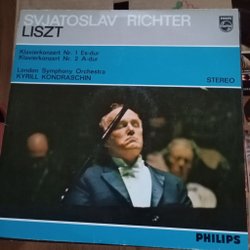 SVJATOSLAV RICHTER
LISZT
PHILIPS
Klavierkonzert Nr. 1 Es-dur
Klavierkonzert Nr. 2 A-dur
London Symphony Orchestra
KYRILL KONDRASCHIN
STEREO
PHILIPS